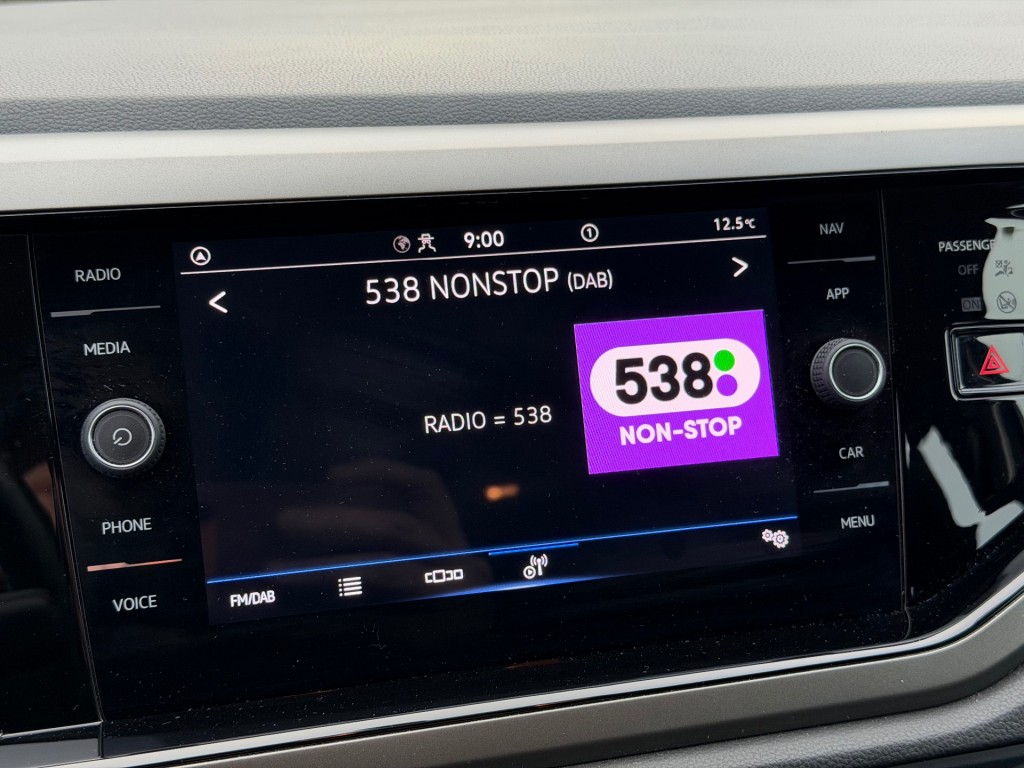 9:00
1
12.5°C
538 NONSTOP (DAB)
RADIO = 538
538
NON-STOP
FM/DAB
RADIO
MEDIA
PHONE
VOICE
NAV
APP
CAR
MENU
OFF
ON